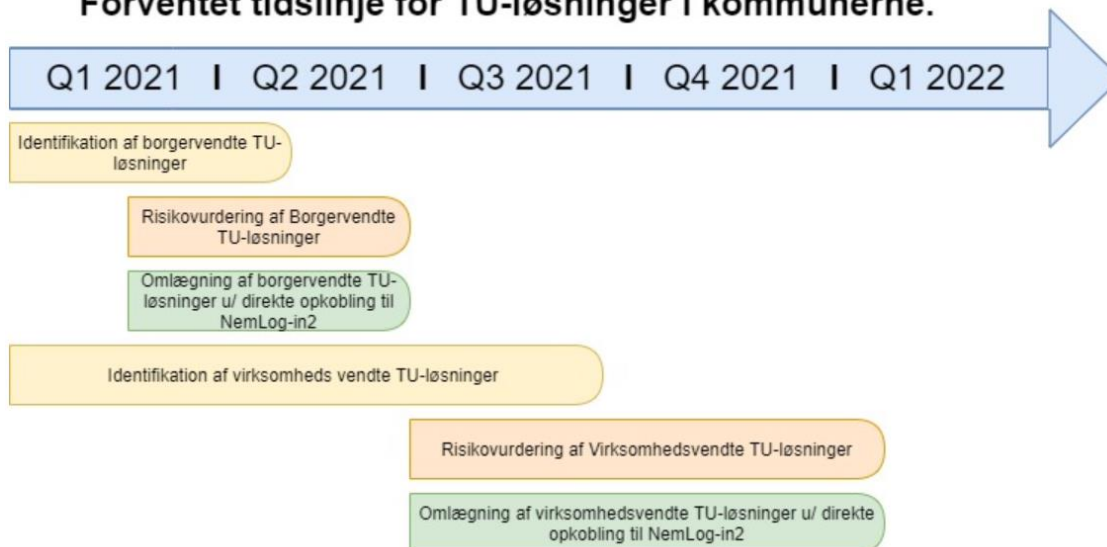 Forventet tidslinje for TU-løsninger i kommunerne.
Q1 2021 I Q2 2021 I Q3 2021 I Q4 2021 I Q1 2022
Identifikation af borgervendte TU-
løsninger
Risikovurdering af Borgervendte
TU-løsninger
Omlægning af borgervendte TU-
løsninger u/ direkte opkobling til
NemLog-in2
Identifikation af virksomheds vendte TU-løsninger
Risikovurdering af Virksomhedsvendte TU-løsninger
Omlægning af virksomhedsvendte TU-løsninger u/ direkte
opkobling til NemLog-in2